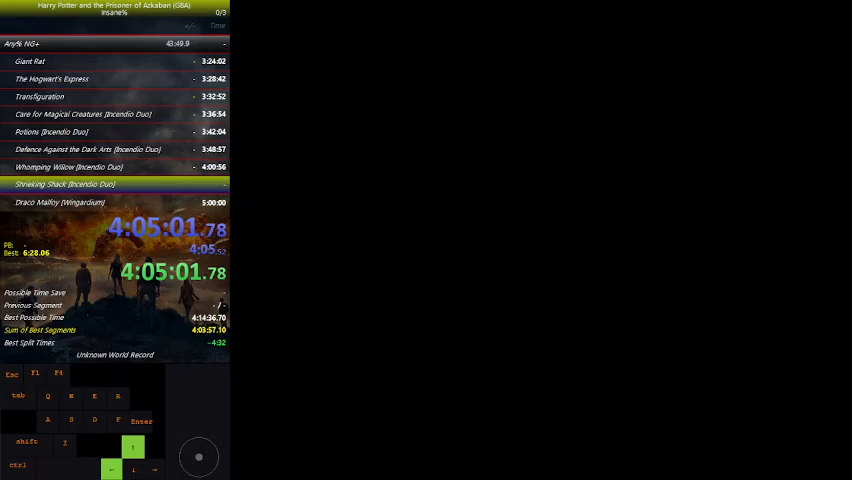 Harry Potter and the Prisoner of Azkaban (GBA)
Insane% 0/3
+/- Time
Any% NG+ 43:49.9 -
Giant Rat - 3:24:02
The Hogwart's Express - 3:28:42
Transfiguration - 3:32:52
Care for Magical Creatures [Incendio Duo] - 3:36:54
Potions [Incendio Duo] - 3:42:04
Defence Against the Dark Arts [Incendio Duo] - 3:48:57
Whomping Willow [Incendio Duo] - 4:00:56
Shrieking Shack [Incendio Duo] -
Draco Malfoy [Wingardium] 5:00:00
4:05:01.78
PB: -
4:05.52
Best: 6:28.06
4:05:01.78
Possible Time Save -
Previous Segment - / -
Best Possible Time 4:14:36.70
Sum of Best Segments 4:03:57.10
Best Split Times -4:32
Unknown World Record
Esc F1 F4
tab Q W E R
A S D F Enter
shift Z ↑
ctrl ← ↓ →